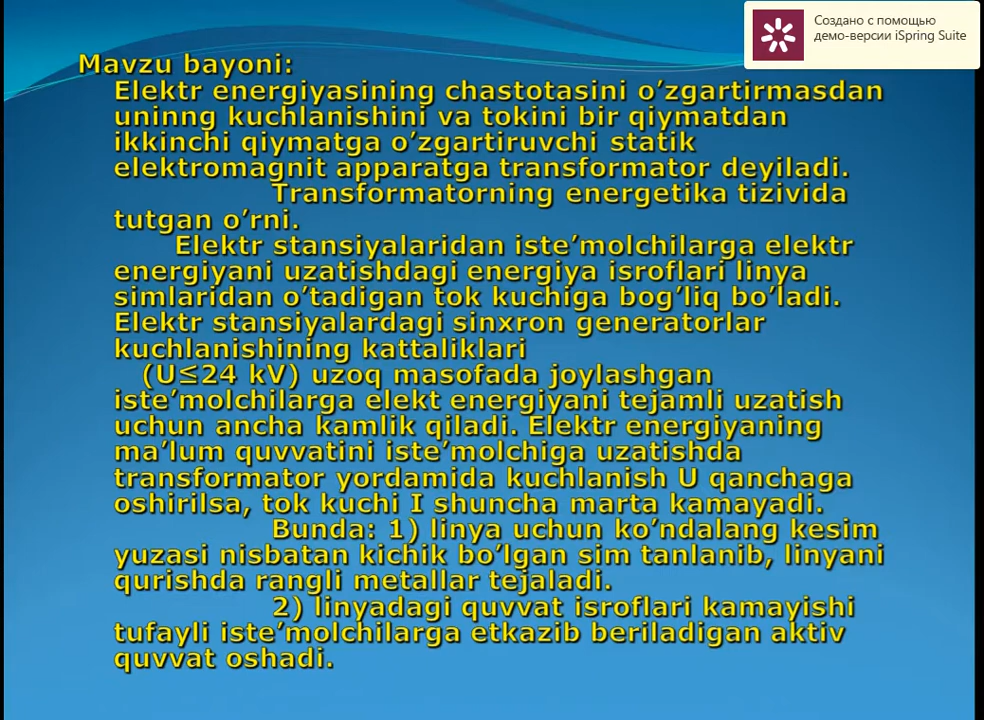 Создано с помощью
демо-версии iSpring Suite
Mavzu bayoni:
Elektr energiyasining chastotasini o’zgartirmasdan
uninng kuchlanishini va tokini bir qiymatdan
ikkinchi qiymatga o’zgartiruvchi statik
elektromagnit apparatga transformator deyiladi.
Transformatorning energetika tizivida
tutgan o’rni.
Elektr stansiyalaridan iste’molchilarga elektr
energiyani uzatishdagi energiya isroflari linya
simlaridan o’tadigan tok kuchiga bog’liq bo’ladi.
Elektr stansiyalardagi sinxron generatorlar
kuchlanishining kattaliklari
(U≤24 kV) uzoq masofada joylashgan
iste’molchilarga elekt energiyani tejamli uzatish
uchun ancha kamlik qiladi. Elektr energiyaning
ma’lum quvvatini iste’molchiga uzatishda
transformator yordamida kuchlanish U qanchaga
oshirilsa, tok kuchi I shuncha marta kamayadi.
Bunda: 1) linya uchun ko’ndalang kesim
yuzasi nisbatan kichik bo’lgan sim tanlanib, linyani
qurishda rangli metallar tejaladi.
2) linyadagi quvvat isroflari kamayishi
tufayli iste’molchilarga etkazib beriladigan aktiv
quvvat oshadi.